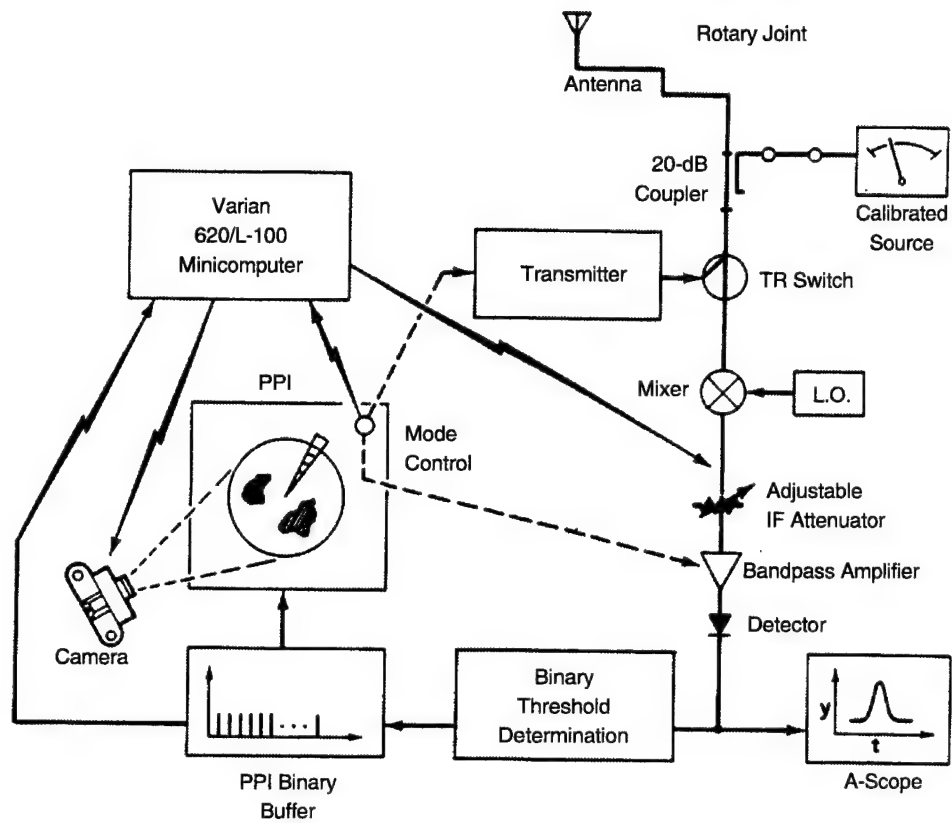 Rotary Joint
Antenna
20-dB
Coupler
Calibrated
Source
Varian
620/L-100
Minicomputer
Transmitter
TR Switch
PPI
Mixer
L.O.
Mode
Control
Adjustable
IF Attenuator
Bandpass Amplifier
Detector
Camera
Binary
Threshold
Determination
y
t
PPI Binary
Buffer
A-Scope